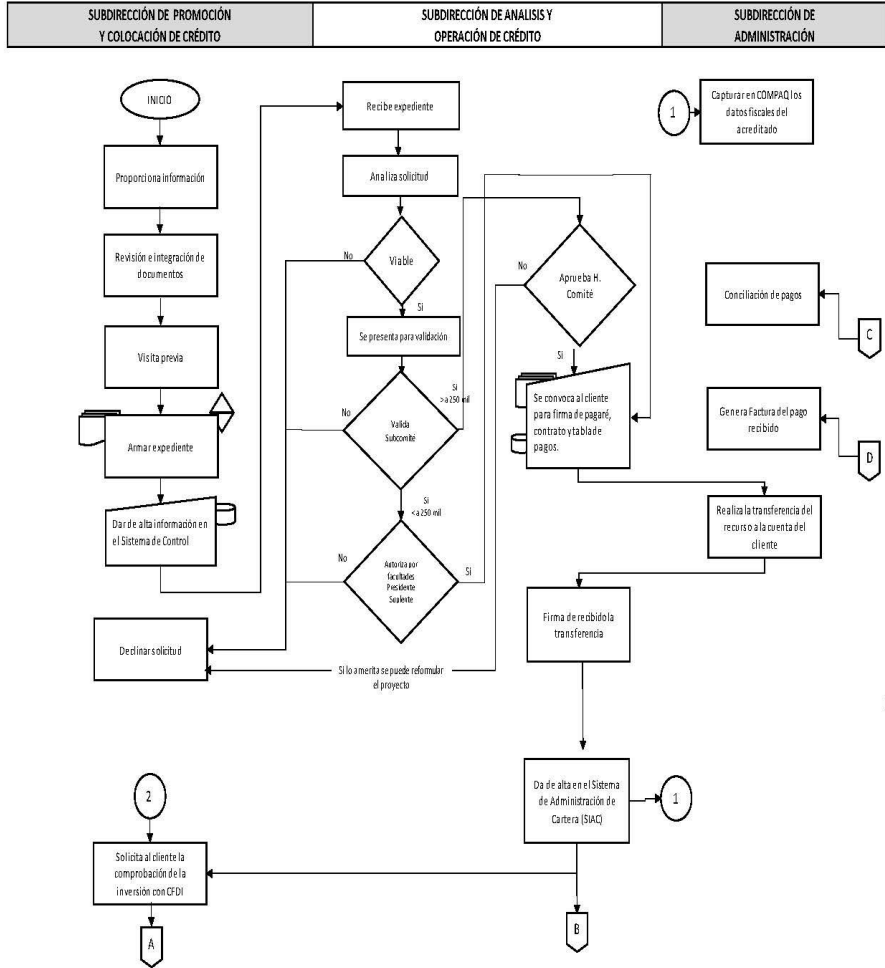 SUBDIRECCIÓN DE PROMOCIÓN
Y COLOCACIÓN DE CRÉDITO
SUBDIRECCIÓN DE ANALISIS Y
OPERACIÓN DE CRÉDITO
SUBDIRECCIÓN DE
ADMINISTRACIÓN
INICIO
Proporciona información
Revisión e integración de
documentos
Visita previa
Armar expediente
Dar de alta información en
el Sistema de Control
Declinar solicitud
2
Solicita al cliente la
comprobación de la
inversión con CFDI
A
Recibe expediente
Analiza solicitud
No
Viable
Si
Se presenta para validación
Si
> a 250 mil
No
Valida
Subcomité
Si
< a 250 mil
No
Autoriza por
facultades
Presidente
Suplente
Si
No
Aprueba H.
Comité
Si
Se convoca al cliente
para firma de pagaré,
contrato y tabla de
pagos.
Si lo amerita se puede reformular
el proyecto
Firma de recibido la
transferencia
Da de alta en el Sistema
de Administración de
Cartera (SIAC)
1
B
1
Capturar en COMPAQ los
datos fiscales del
acreditado
Conciliación de pagos
C
Genera Factura del pago
recibido
D
Realiza la transferencia del
recurso a la cuenta del
cliente